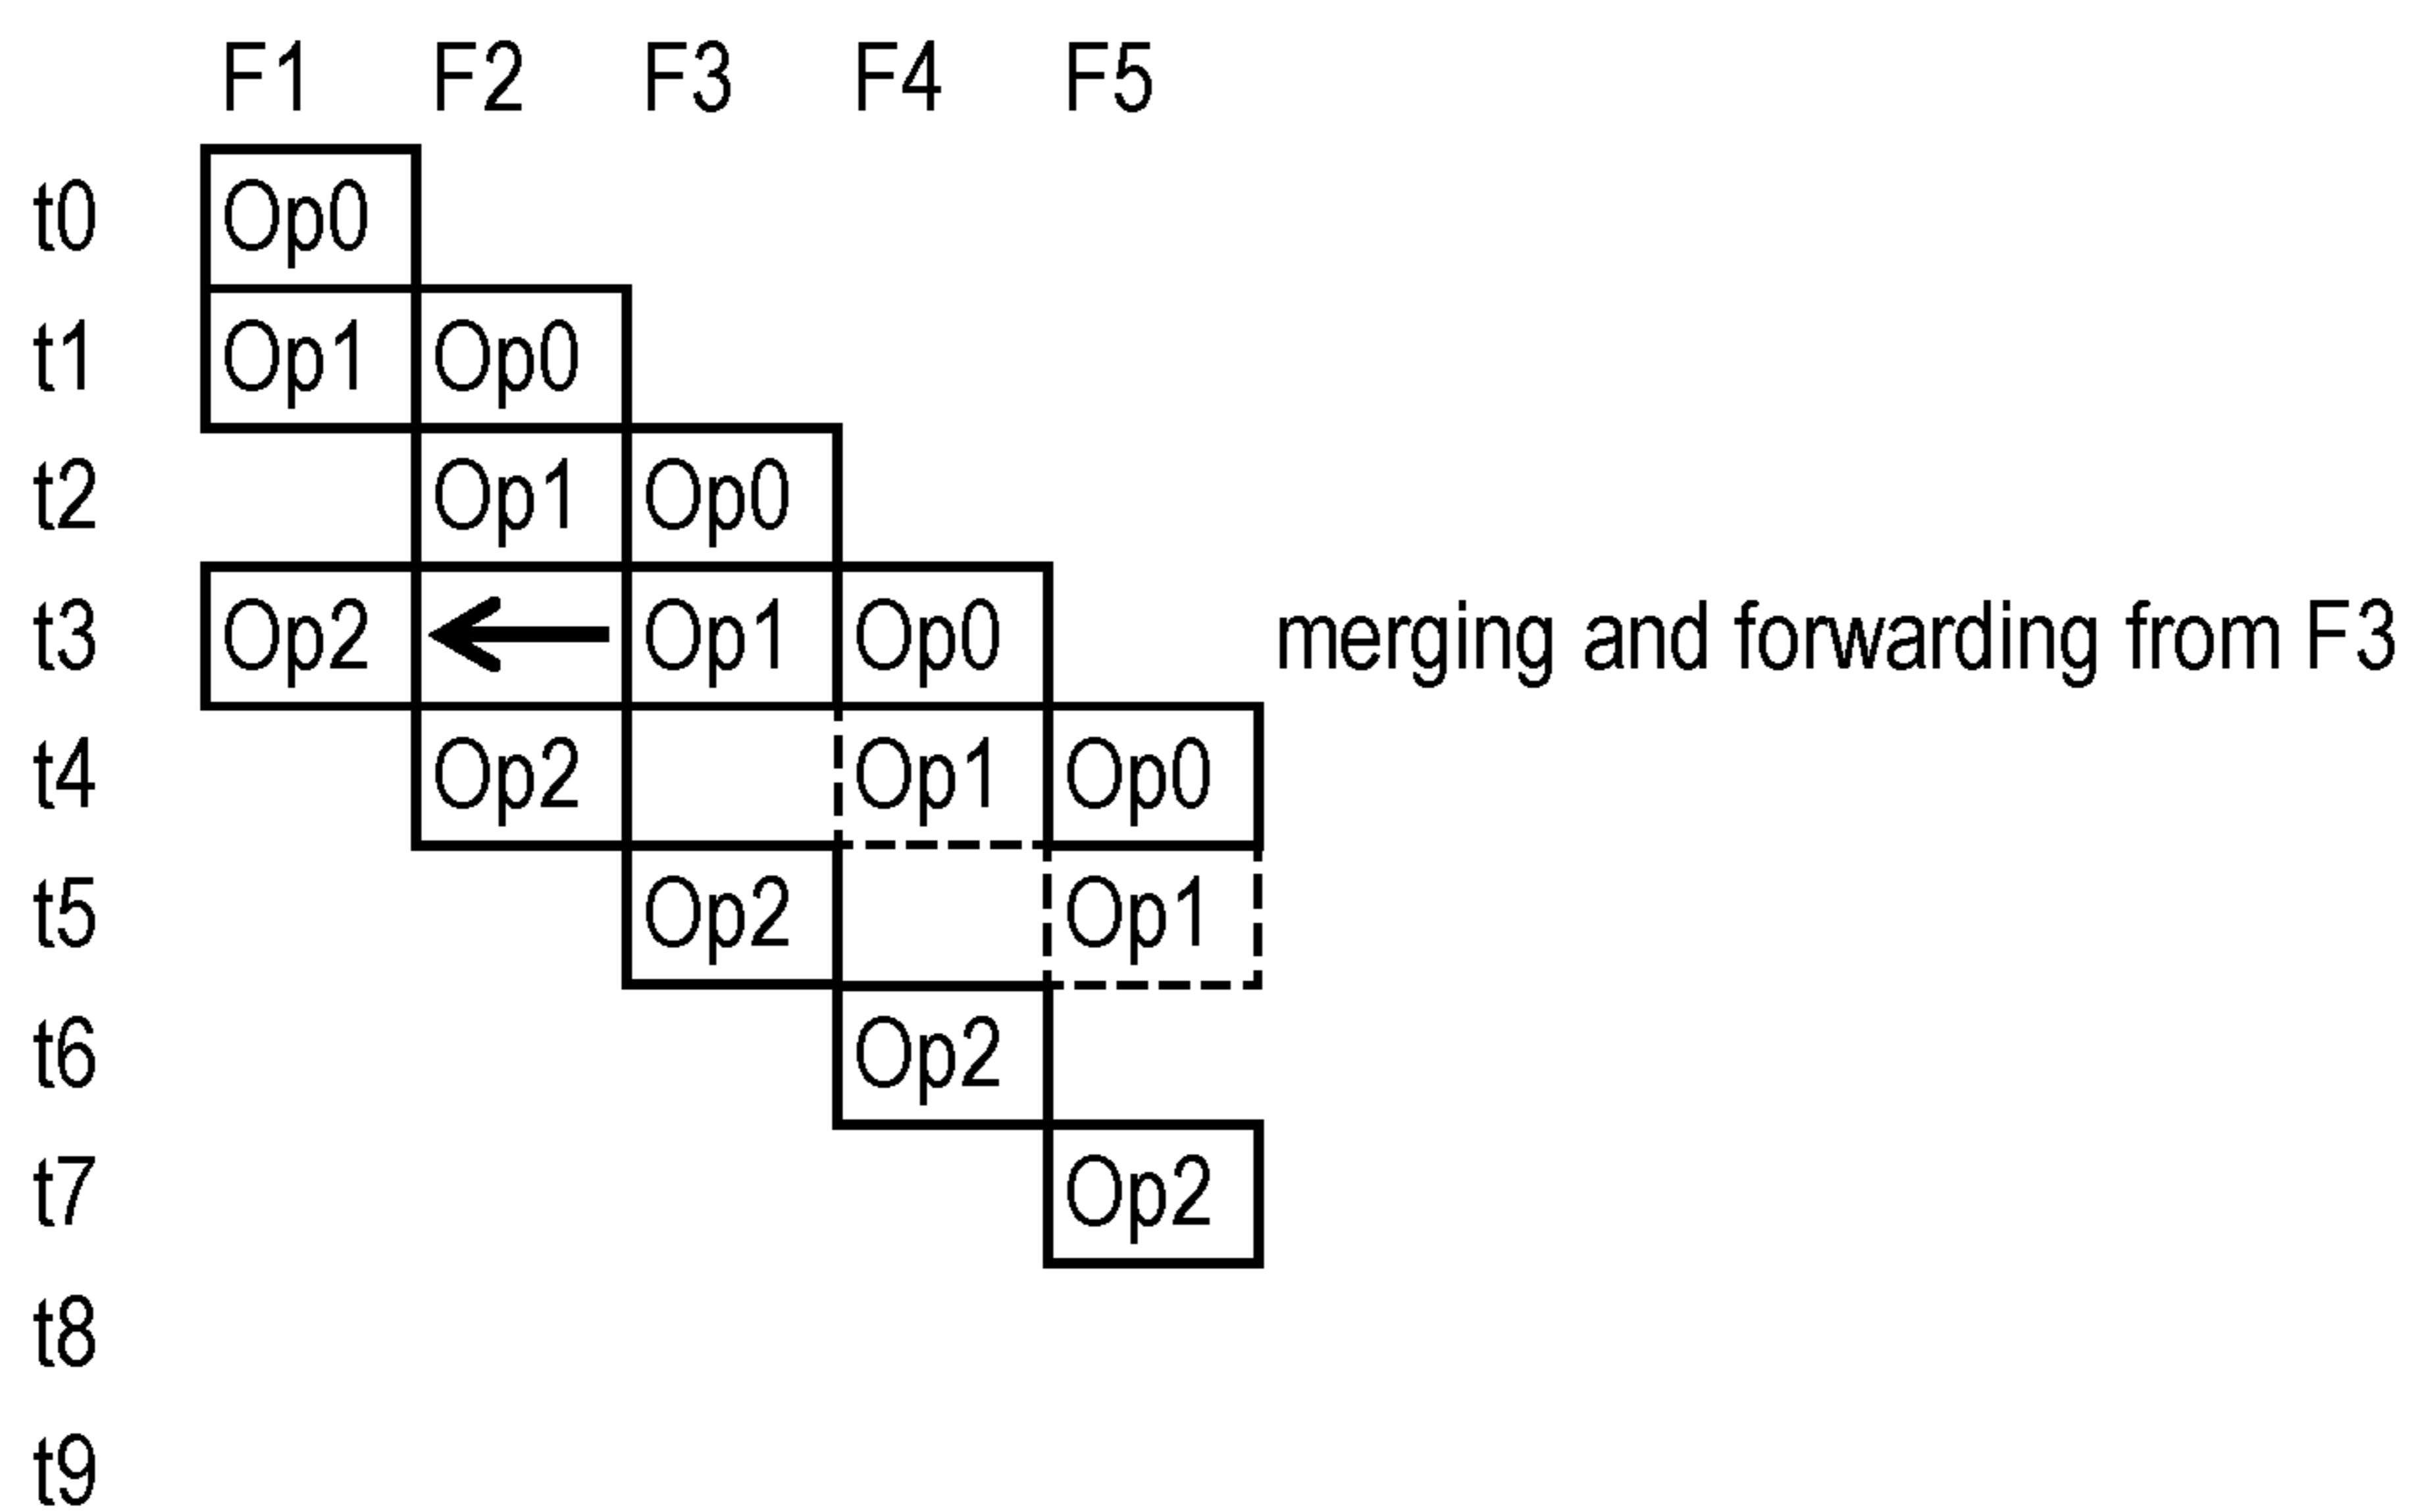 F1 F2 F3 F4 F5
t0 Op0
t1 Op1 Op0
t2 Op1 Op0
t3 Op2 Op1 Op0 merging and forwarding from F3
t4 Op2 Op1 Op0
t5 Op2 Op1
t6 Op2
t7 Op2
t8
t9